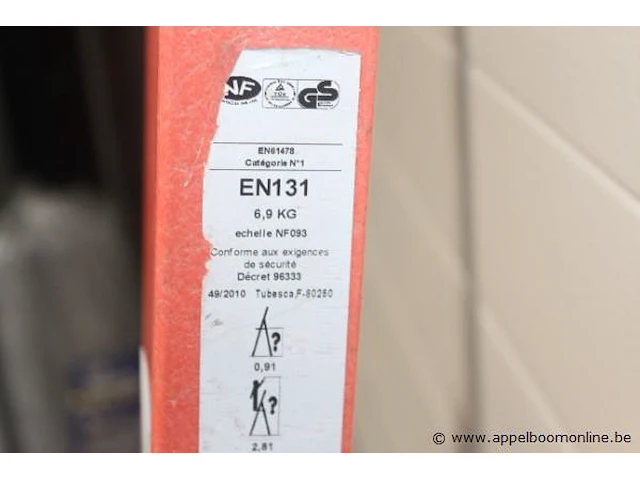 NF
TÜV
GS
EN61478.
Catégorie N°1
EN131
6,9 KG
echelle NF093
Conforme aux exigences
de sécurité
Décret 96333
49/2010 Tubesca,F-80250
?
0,91
?
2,81
© www.appelboomonline.be